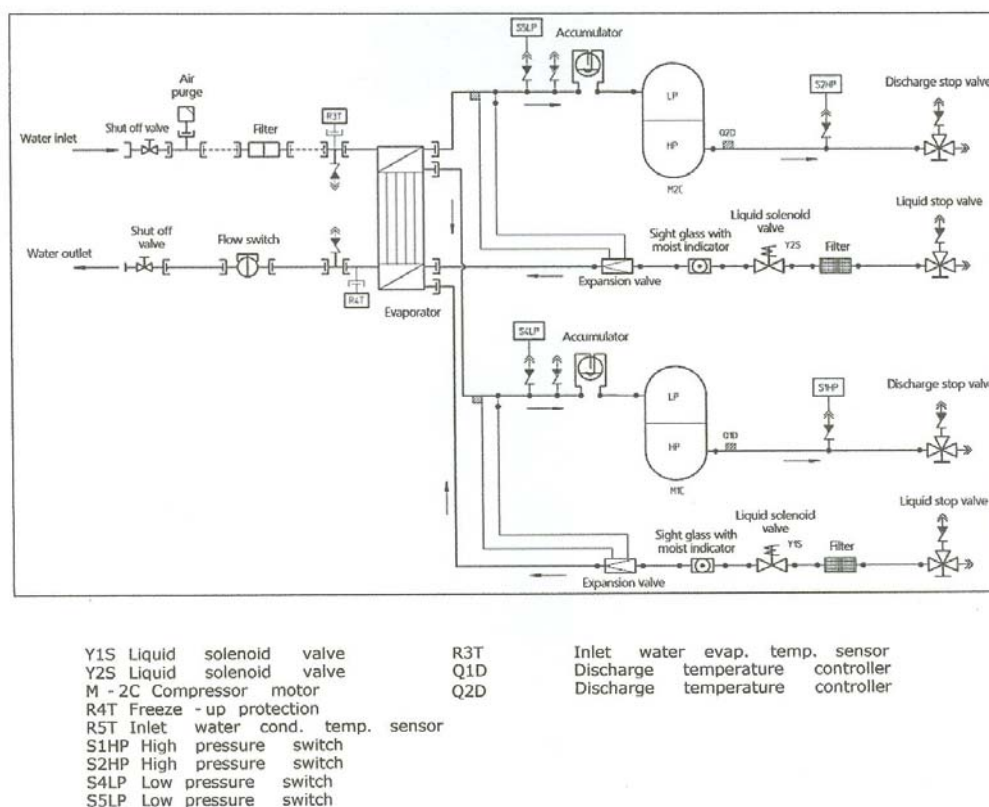 S5LP
Accumulator
Air
purge
S2HP
Discharge stop valve
Shut off valve
Filter
R3T
LP
Water inlet
Q2D
HP
M2C
Liquid stop valve
Shut off
valve
Flow switch
Sight glass with
moist indicator
Liquid solenoid
valve
Y2S
Filter
Water outlet
R4T
Evaporator
Expansion valve
S4LP
Accumulator
S1HP
Discharge stop valve
LP
Q1D
HP
M1C
Liquid stop valve
Sight glass with
moist indicator
Liquid solenoid
valve
Y1S
Filter
Expansion valve
Y1S Liquid solenoid valve
Y2S Liquid solenoid valve
M - 2C Compressor motor
R4T Freeze - up protection
R5T Inlet water cond. temp. sensor
S1HP High pressure switch
S2HP High pressure switch
S4LP Low pressure switch
S5LP Low pressure switch
R3T Inlet water evap. temp. sensor
Q1D Discharge temperature controller
Q2D Discharge temperature controller